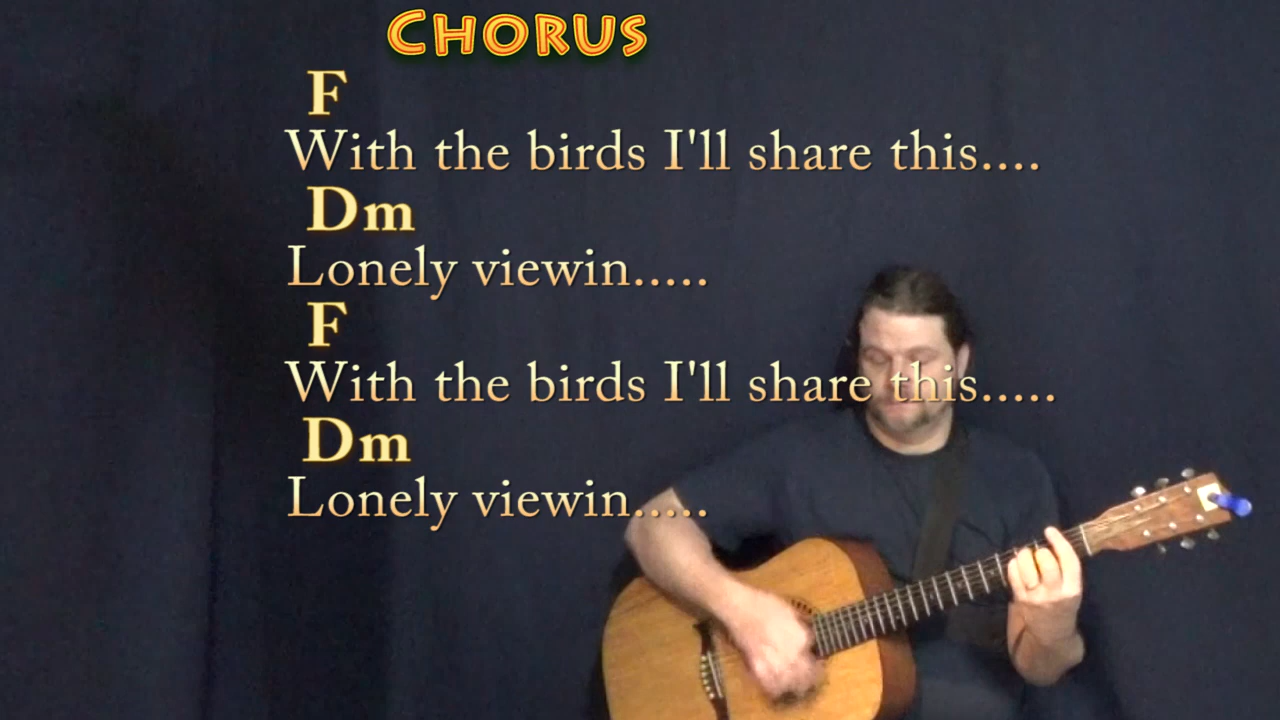 CHORUS
F
With the birds I'll share this....
Dm
Lonely viewin.....
F
With the birds I'll share this.....
Dm
Lonely viewin.....